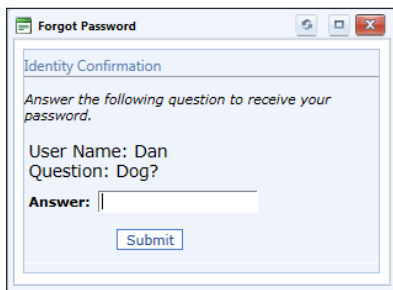 Forgot Password
Identity Confirmation
Answer the following question to receive your
password.
User Name: Dan
Question: Dog?
Answer:
Submit